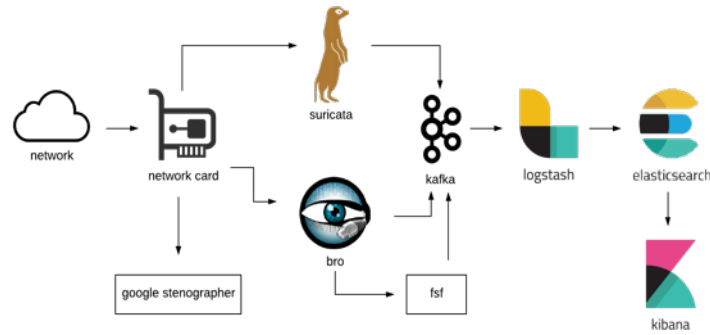 suricata
network
network card
kafka
logstash
elasticsearch
bro
google stenographer
fsf
kibana